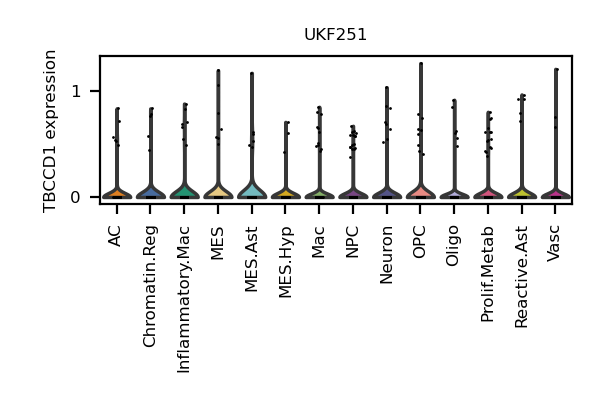 UKF251
TBCCD1 expression
1
0
AC
Chromatin.Reg
Inflammatory.Mac
MES
MES.Ast
MES.Hyp
Mac
NPC
Neuron
OPC
Oligo
Prolif.Metab
Reactive.Ast
Vasc